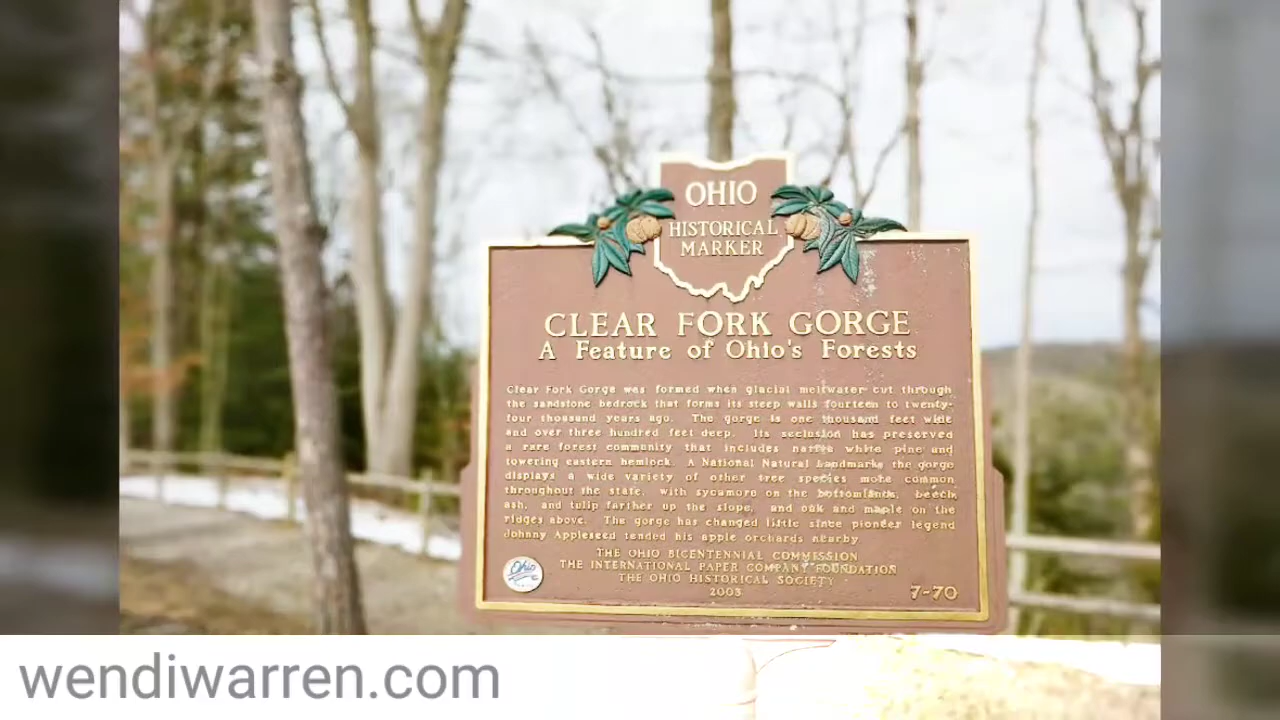 OHIO
HISTORICAL
MARKER
CLEAR FORK GORGE
A Feature of Ohio's Forests
Clear Fork Gorge was formed when glacial meltwater cut through
the sandstone bedrock that forms its steep walls fourteen to twenty-
four thousand years ago. The gorge is one thousand feet wide
and over three hundred feet deep. Its seclusion has preserved
a rare forest community that includes native white pine and
towering eastern hemlock. A National Natural Landmark, the gorge
displays a wide variety of other tree species more common
throughout the state, with sycamore on the bottomlands, beech,
ash, and tulip farther up the slope, and oak and maple on the
ridges above. The gorge has changed little since pioneer legend
Johnny Appleseed tended his apple orchards nearby
THE OHIO BICENTENNIAL COMMISSION
THE INTERNATIONAL PAPER COMPANY FOUNDATION
THE OHIO HISTORICAL SOCIETY
2003
7-70
Ohio
wendiwarren.com